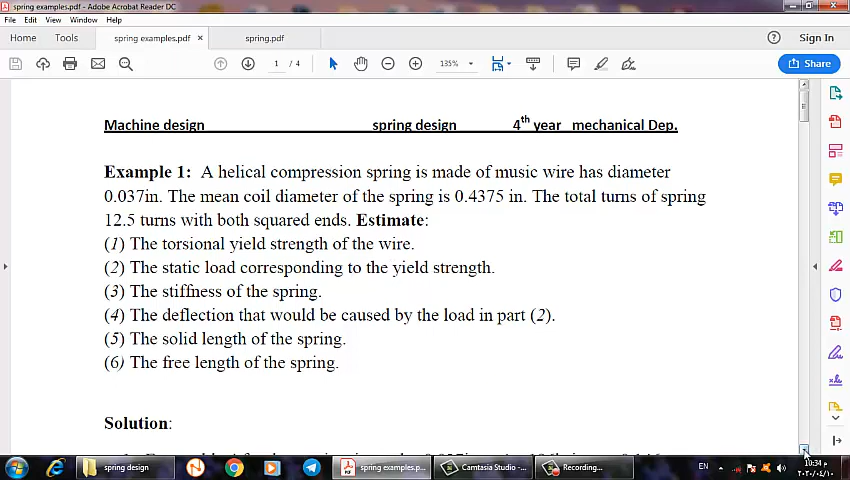 spring examples.pdf - Adobe Acrobat Reader DC
File Edit View Window Help
Home Tools spring examples.pdf × spring.pdf Sign In
1 / 4 135% Share
Machine design spring design 4th year mechanical Dep.
Example 1: A helical compression spring is made of music wire has diameter
0.037in. The mean coil diameter of the spring is 0.4375 in. The total turns of spring
12.5 turns with both squared ends. Estimate:
(1) The torsional yield strength of the wire.
(2) The static load corresponding to the yield strength.
(3) The stiffness of the spring.
(4) The deflection that would be caused by the load in part (2).
(5) The solid length of the spring.
(6) The free length of the spring.
Solution:
spring design spring examples.p... Camtasia Studio -... Recording... EN 10:34 م
٢٠٢٠/٠٤/١٠